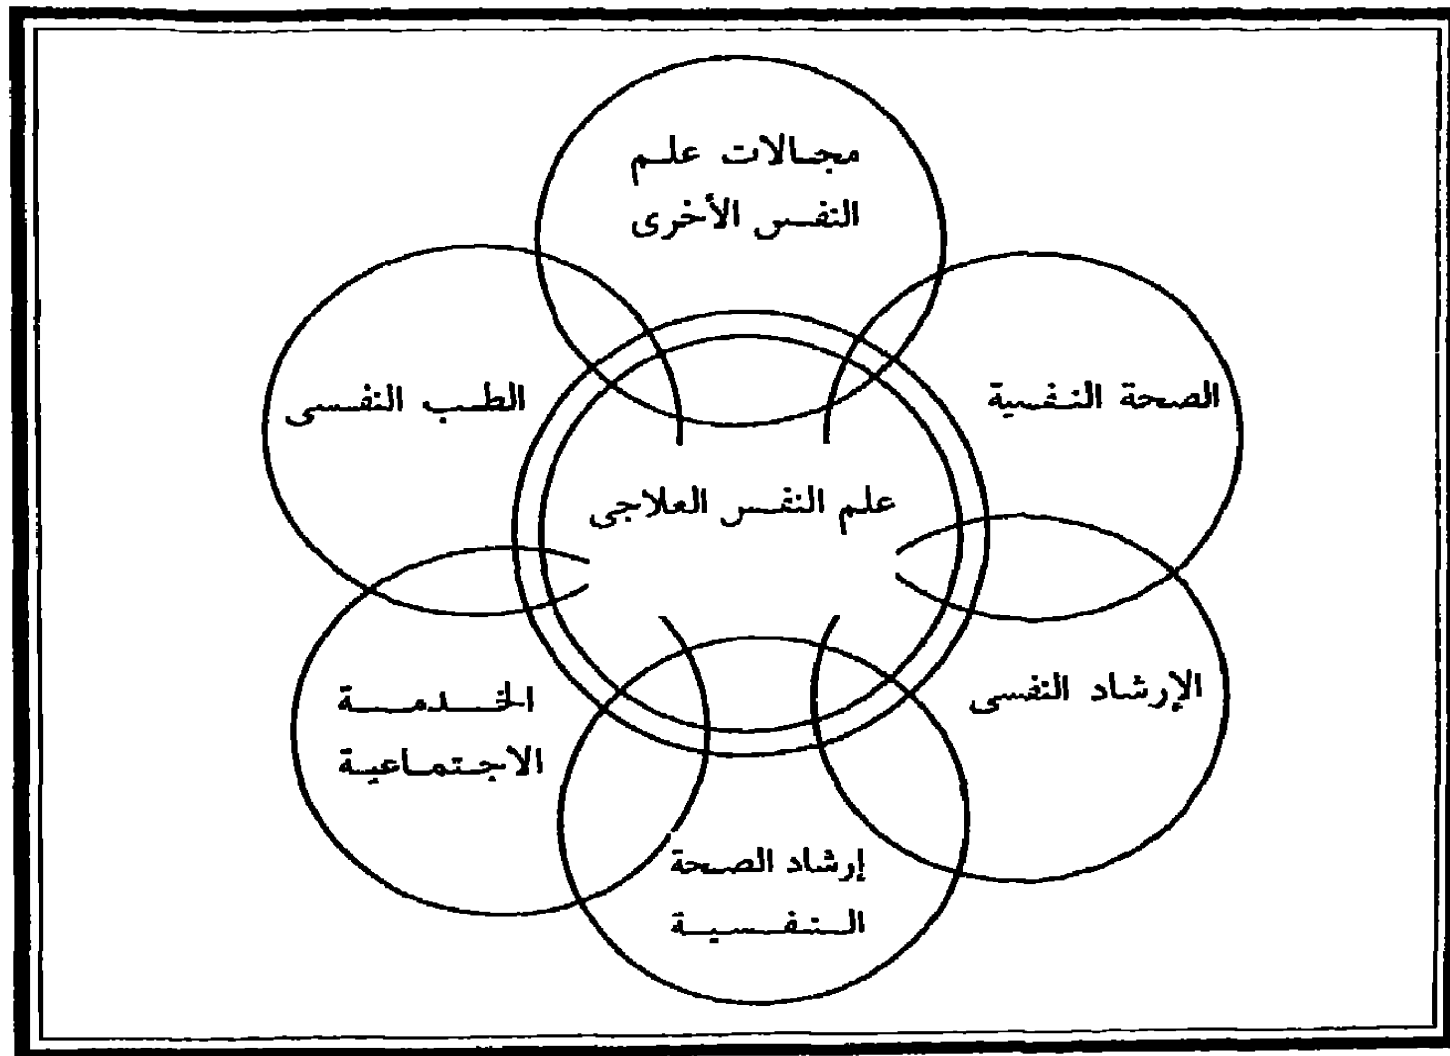 مجالات علم
النفس الأخرى
الصحة النفسية
الطب النفسى
علم النفس العلاجى
الإرشاد النفسى
الخدمة
الاجتماعية
إرشاد الصحة
النفسية